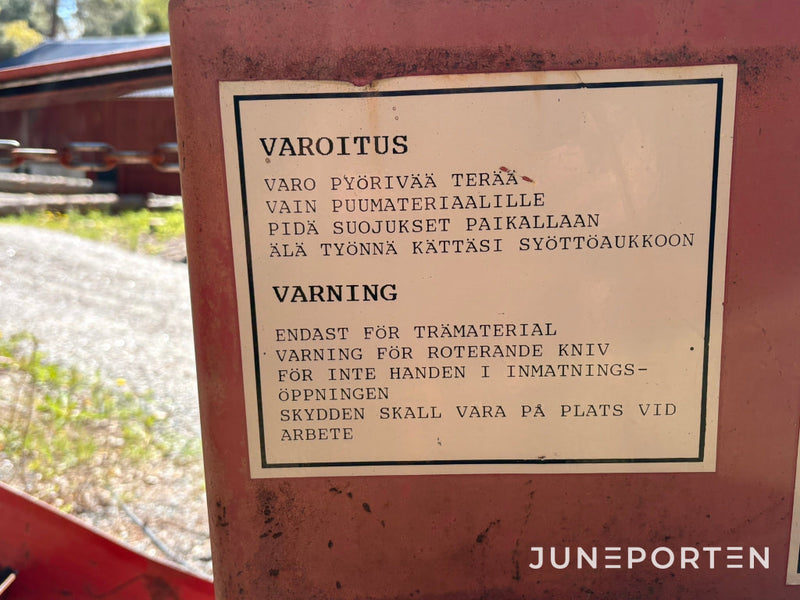 VAROITUS
VARO PYÖRIVÄÄ TERÄÄ
VAIN PUUMATERIAALILLE
PIDÄ SUOJUKSET PAIKALLAAN
ÄLÄ TYÖNNÄ KÄTTÄSI SYÖTTÖAUKKOON
VARNING
ENDAST FÖR TRÄMATERIAL
VARNING FÖR ROTERANDE KNIV
FÖR INTE HANDEN I INMATNINGS-
ÖPPNINGEN
SKYDDEN SKALL VARA PÅ PLATS VID
ARBETE
JUNEPORTEN